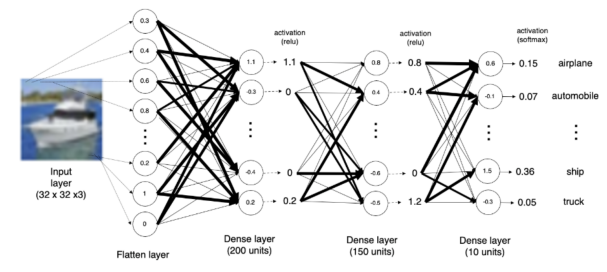 activation activation activation
(relu) (relu) (softmax)
0.3
0.4 1.1 1.1 0.8 0.8 0.6 0.15 airplane
0.6 -0.3 0 0.4 0.4 -0.1 0.07 automobile
0.8
0.2 -0.4 0 -0.6 0 1.5 0.36 ship
1 0.2 0.2 -0.5 1.2 -0.3 0.05 truck
0
Input
layer
(32 x 32 x3)
Flatten layer
Dense layer
(200 units)
Dense layer
(150 units)
Dense layer
(10 units)